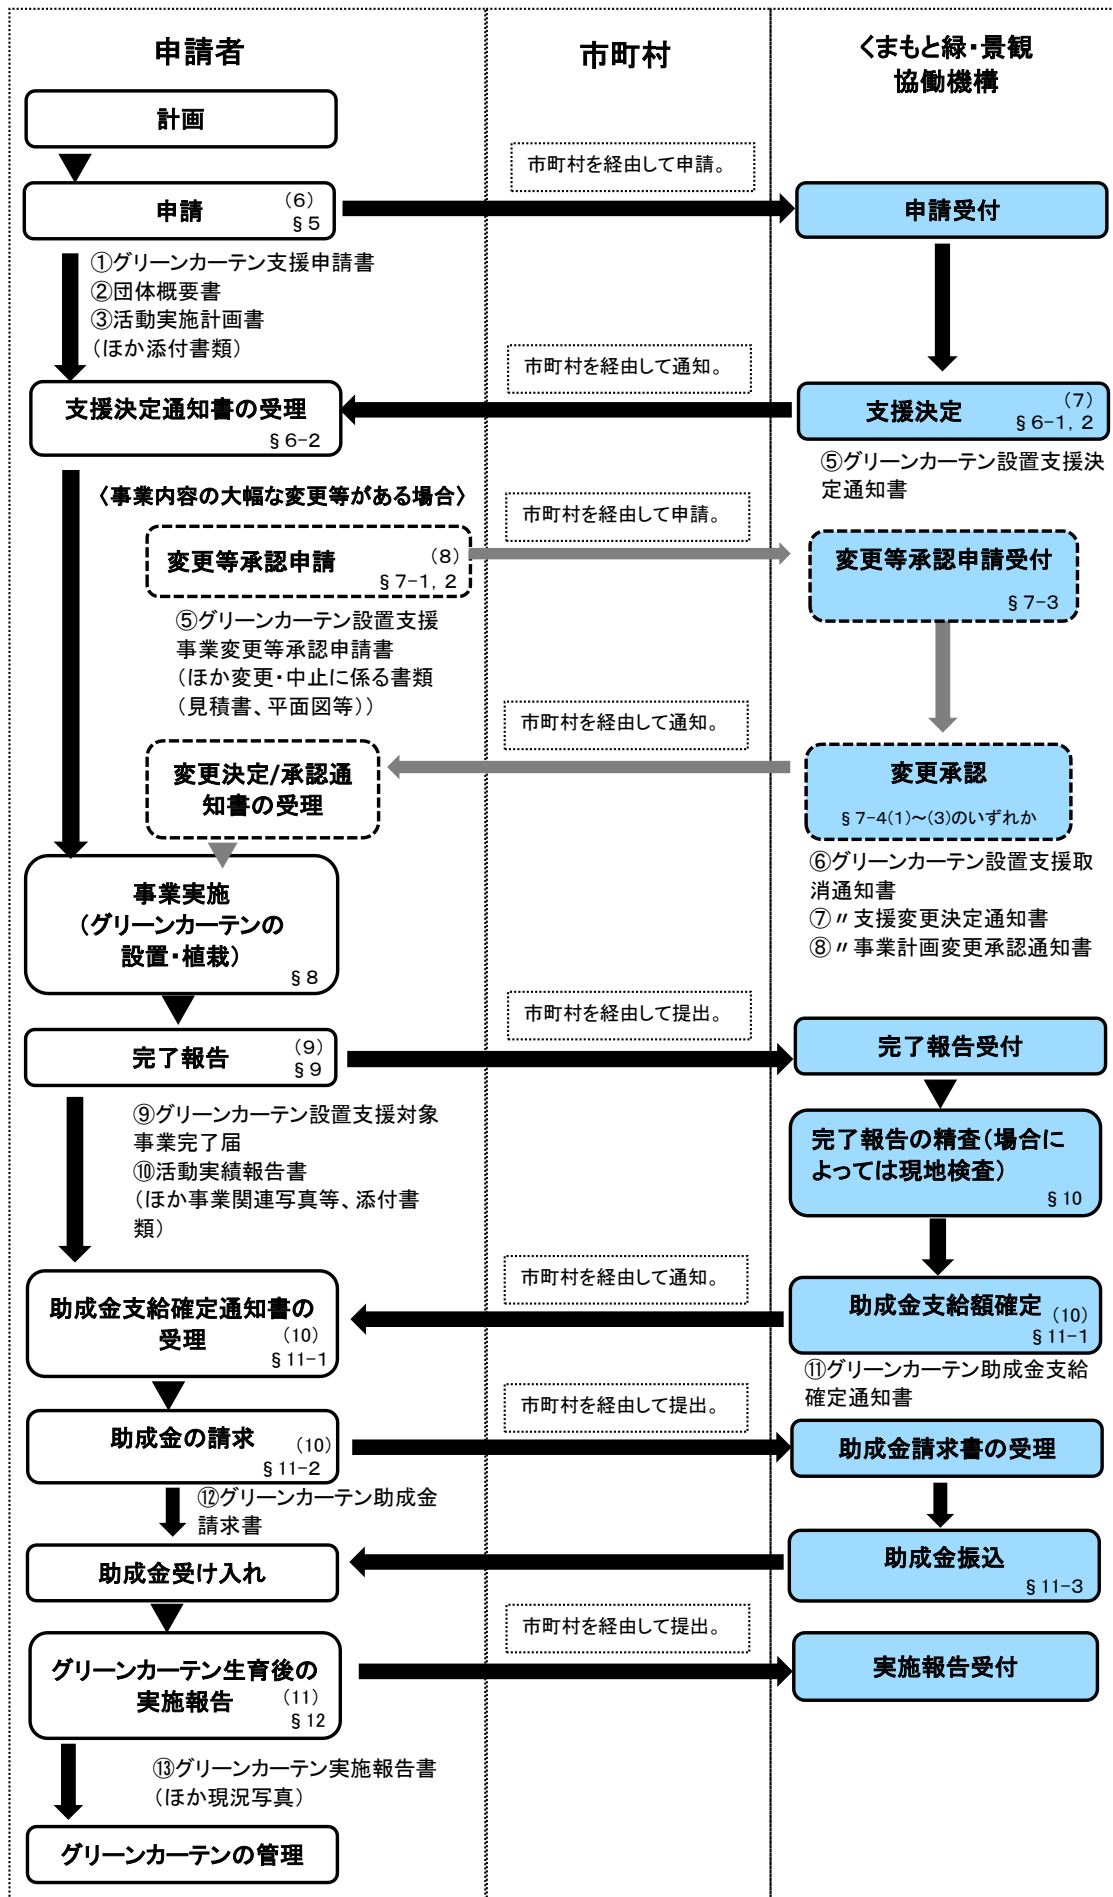 申請者
市町村
くまもと緑・景観
協働機構
計画
市町村を経由して申請。
申請
(6)
§5
申請受付
①グリーンカーテン支援申請書
②団体概要書
③活動実施計画書
(ほか添付書類)
市町村を経由して通知。
支援決定通知書の受理
§6-2
支援決定
(7)
§6-1, 2
⑤グリーンカーテン設置支援決
定通知書
〈事業内容の大幅な変更等がある場合〉
市町村を経由して申請。
変更等承認申請
(8)
§7-1, 2
変更等承認申請受付
§7-3
⑤グリーンカーテン設置支援
事業変更等承認申請書
(ほか変更・中止に係る書類
(見積書、平面図等))
市町村を経由して通知。
変更決定/承認通
知書の受理
変更承認
§7-4(1)~(3)のいずれか
⑥グリーンカーテン設置支援取
消通知書
⑦〃支援変更決定通知書
⑧〃事業計画変更承認通知書
事業実施
(グリーンカーテンの
設置・植栽)
§8
市町村を経由して提出。
完了報告
(9)
§9
完了報告受付
⑨グリーンカーテン設置支援対象
事業完了届
⑩活動実績報告書
(ほか事業関連写真等、添付書
類)
完了報告の精査(場合に
よっては現地検査)
§10
市町村を経由して通知。
助成金支給確定通知書の
受理
(10)
§11-1
助成金支給額確定
(10)
§11-1
⑪グリーンカーテン助成金支給
確定通知書
市町村を経由して提出。
助成金の請求
(10)
§11-2
助成金請求書の受理
⑫グリーンカーテン助成金
請求書
助成金受け入れ
助成金振込
§11-3
市町村を経由して提出。
グリーンカーテン生育後の
実施報告
(11)
§12
実施報告受付
⑬グリーンカーテン実施報告書
(ほか現況写真)
グリーンカーテンの管理